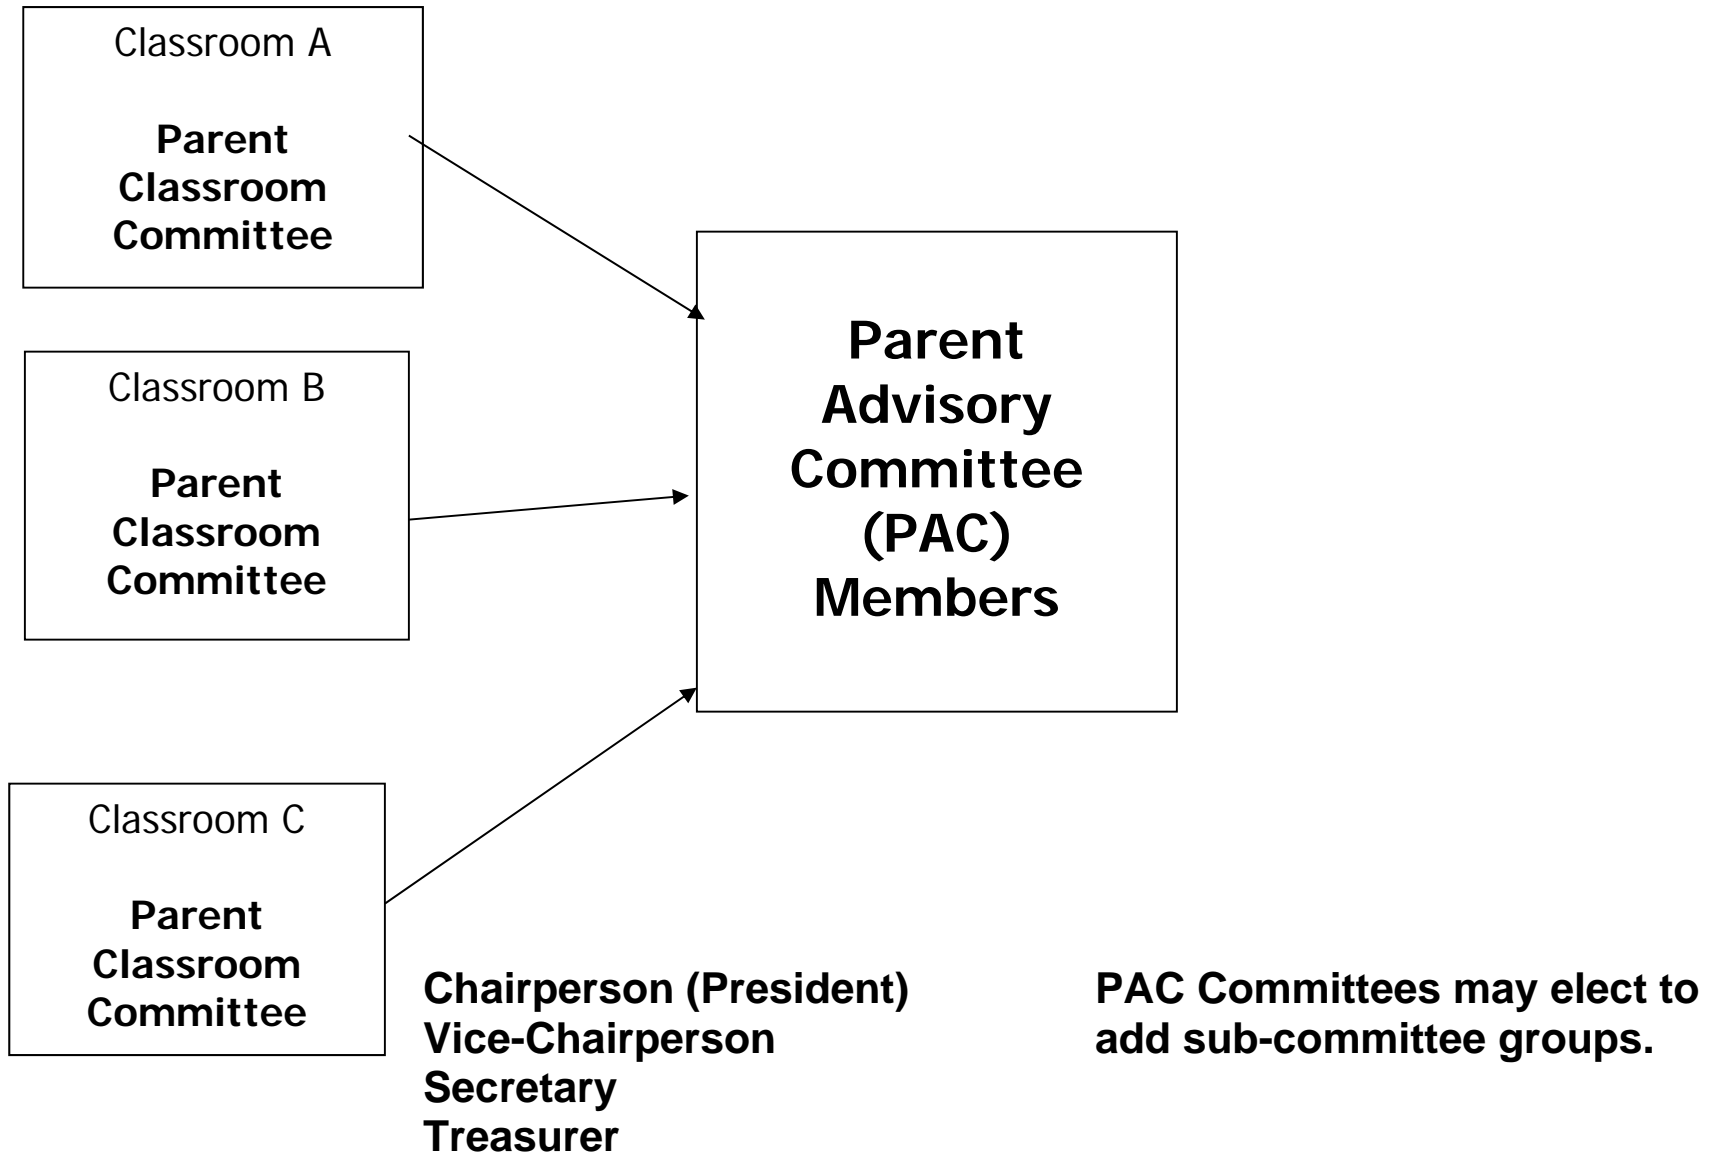 Classroom A
Parent
Classroom
Committee
Classroom B
Parent
Classroom
Committee
Classroom C
Parent
Classroom
Committee
Parent
Advisory
Committee
(PAC)
Members
Chairperson (President)
Vice-Chairperson
Secretary
Treasurer
PAC Committees may elect to
add sub-committee groups.